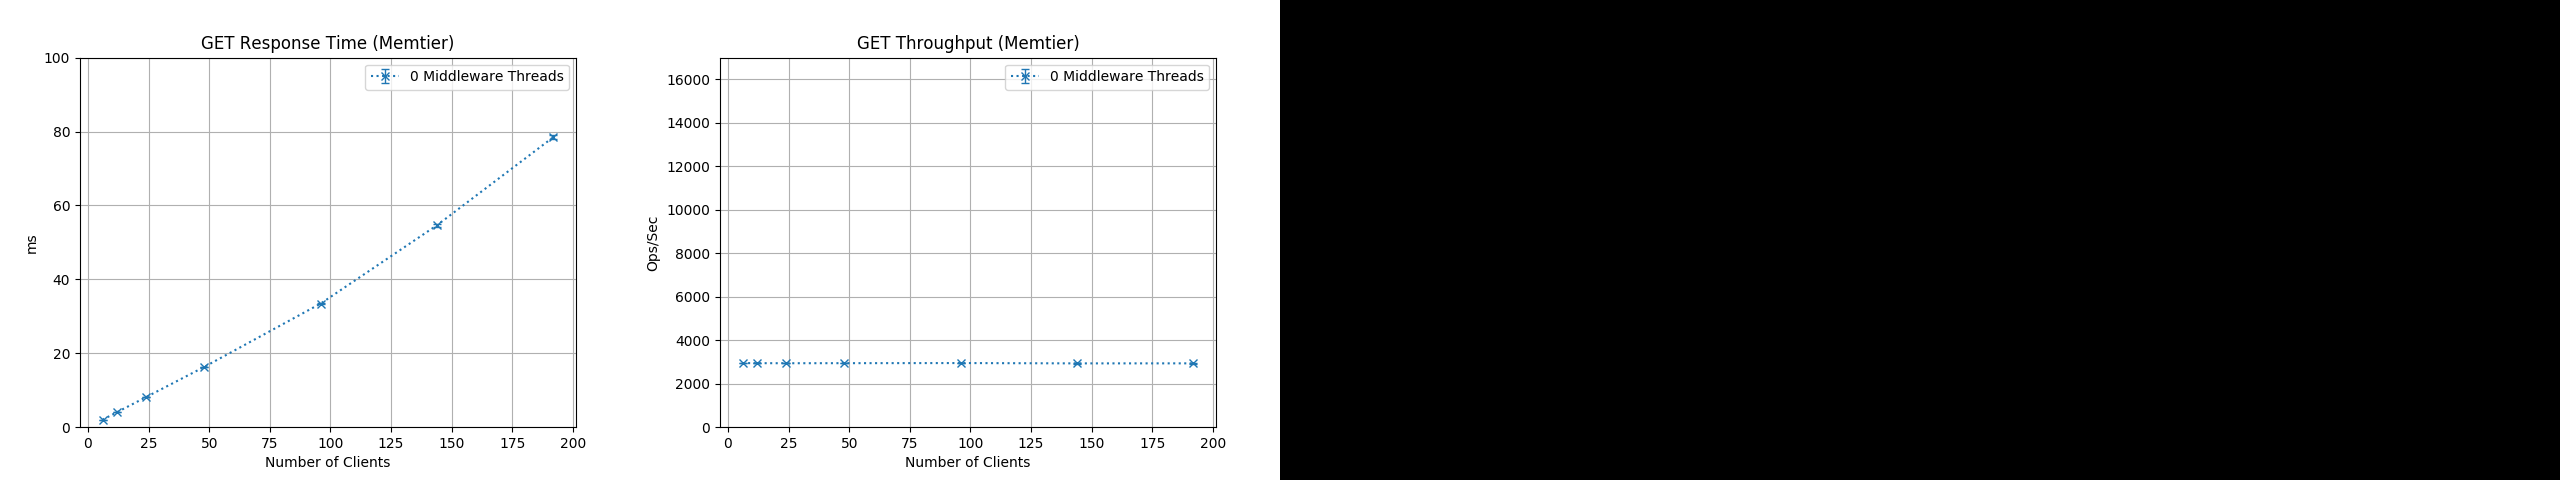 GET Response Time (Memtier)
100
80
60
40
20
0
ms
0 Middleware Threads
0 25 50 75 100 125 150 175 200
Number of Clients
GET Throughput (Memtier)
16000
14000
12000
10000
8000
6000
4000
2000
0
Ops/Sec
0 Middleware Threads
0 25 50 75 100 125 150 175 200
Number of Clients